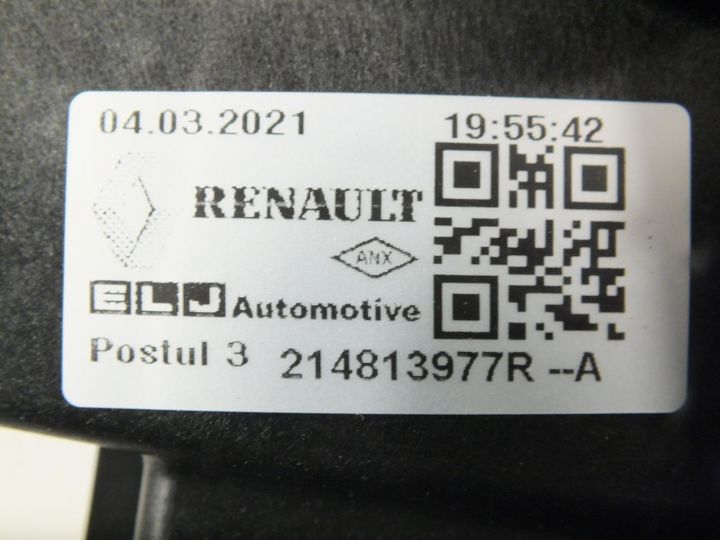 04.03.2021 19:55:42
RENAULT
ANX
ELJ Automotive
Postul 3 214813977R --A